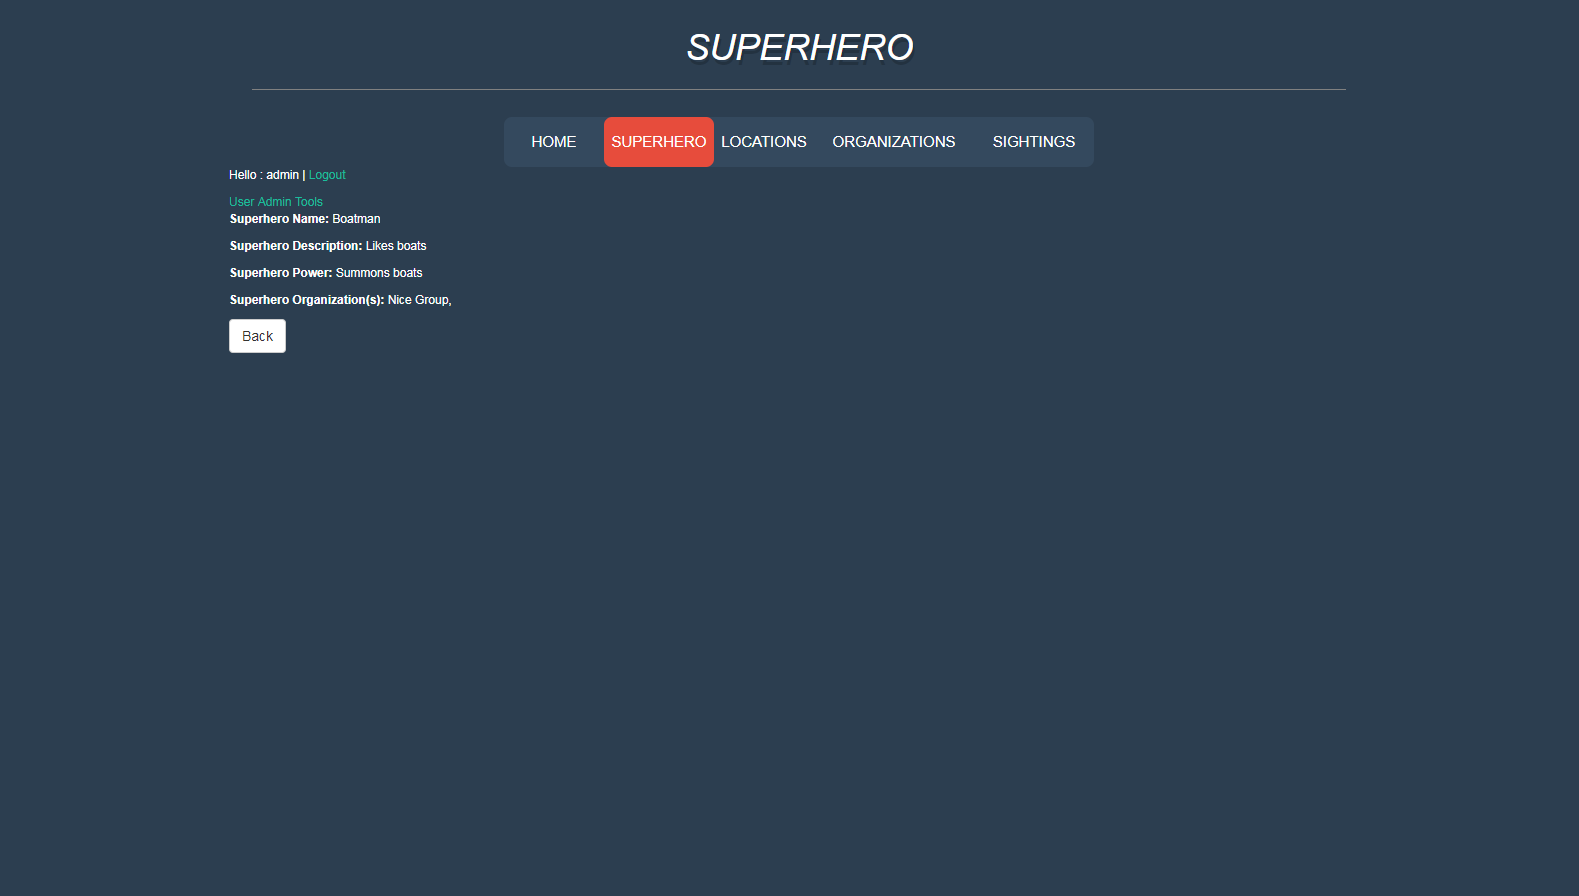 SUPERHERO
HOME SUPERHERO LOCATIONS ORGANIZATIONS SIGHTINGS
Hello : admin | Logout
User Admin Tools
Superhero Name: Boatman
Superhero Description: Likes boats
Superhero Power: Summons boats
Superhero Organization(s): Nice Group,
Back